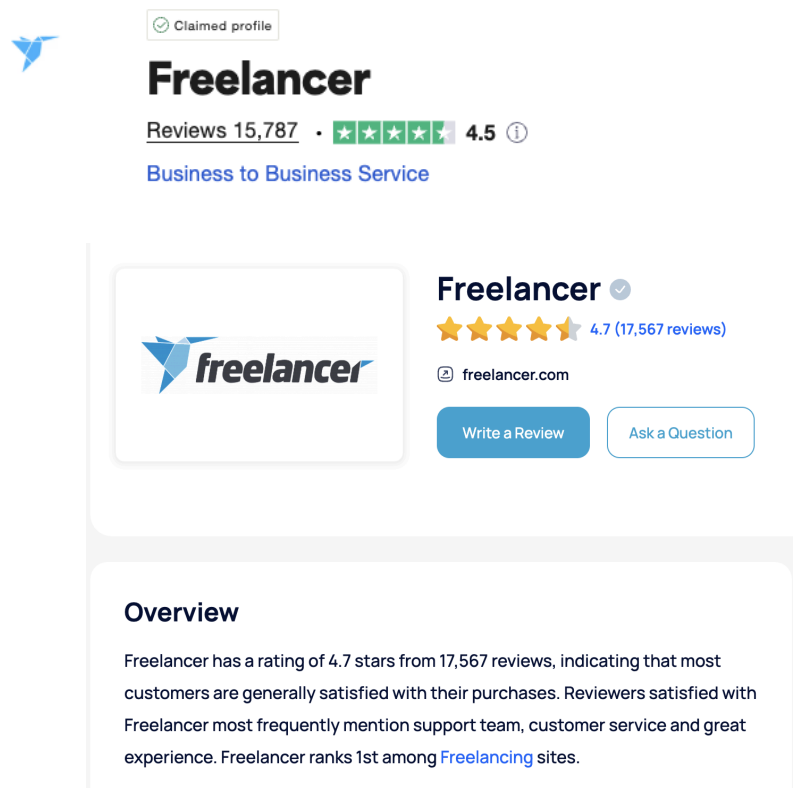 Claimed profile
Freelancer
Reviews 15,787 • 4.5
Business to Business Service
freelancer
Freelancer
4.7 (17,567 reviews)
freelancer.com
Write a Review
Ask a Question
Overview
Freelancer has a rating of 4.7 stars from 17,567 reviews, indicating that most
customers are generally satisfied with their purchases. Reviewers satisfied with
Freelancer most frequently mention support team, customer service and great
experience. Freelancer ranks 1st among Freelancing sites.